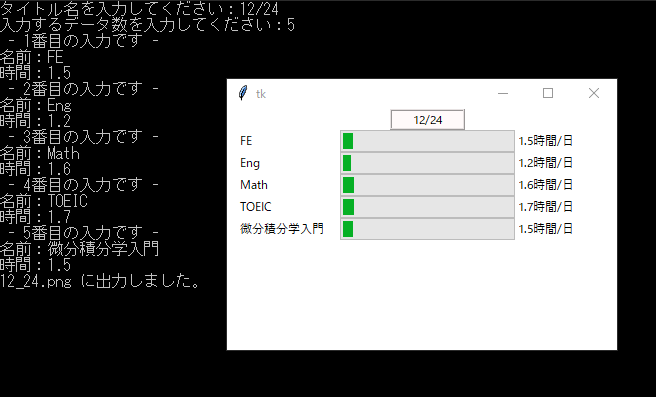 タイトル名を入力してください：12/24
入力するデータ数を入力してください：5
- 1番目の入力です -
名前：FE
時間：1.5
- 2番目の入力です -
名前：Eng
時間：1.2
- 3番目の入力です -
名前：Math
時間：1.6
- 4番目の入力です -
名前：TOEIC
時間：1.7
- 5番目の入力です -
名前：微分積分学入門
時間：1.5
12_24.png に出力しました。
tk
12/24
FE 1.5時間/日
Eng 1.2時間/日
Math 1.6時間/日
TOEIC 1.7時間/日
微分積分学入門 1.5時間/日